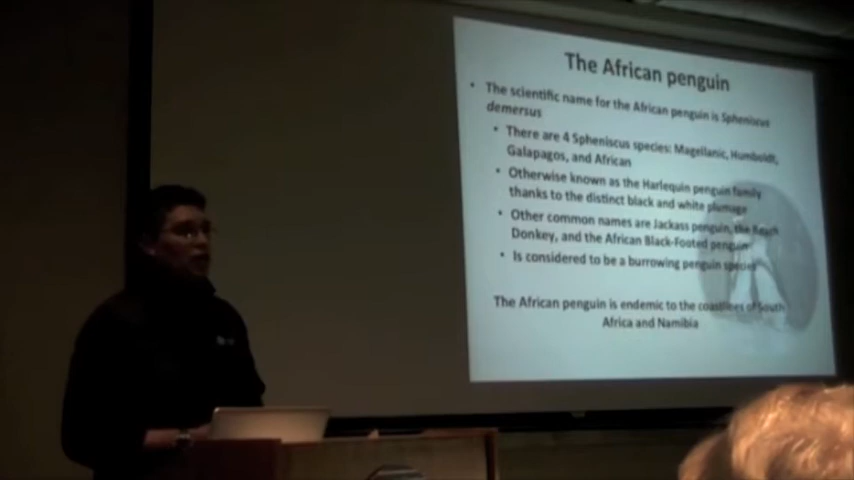 The African penguin
• The scientific name for the African penguin is Spheniscus
demersus
• There are 4 Spheniscus species: Magellanic, Humboldt,
Galapagos, and African
• Otherwise known as the Harlequin penguin family
thanks to the distinct black and white plumage
• Other common names are Jackass penguin, the Beach
Donkey, and the African Black-Footed penguin
• Is considered to be a burrowing penguin species
The African penguin is endemic to the coastlines of South
Africa and Namibia